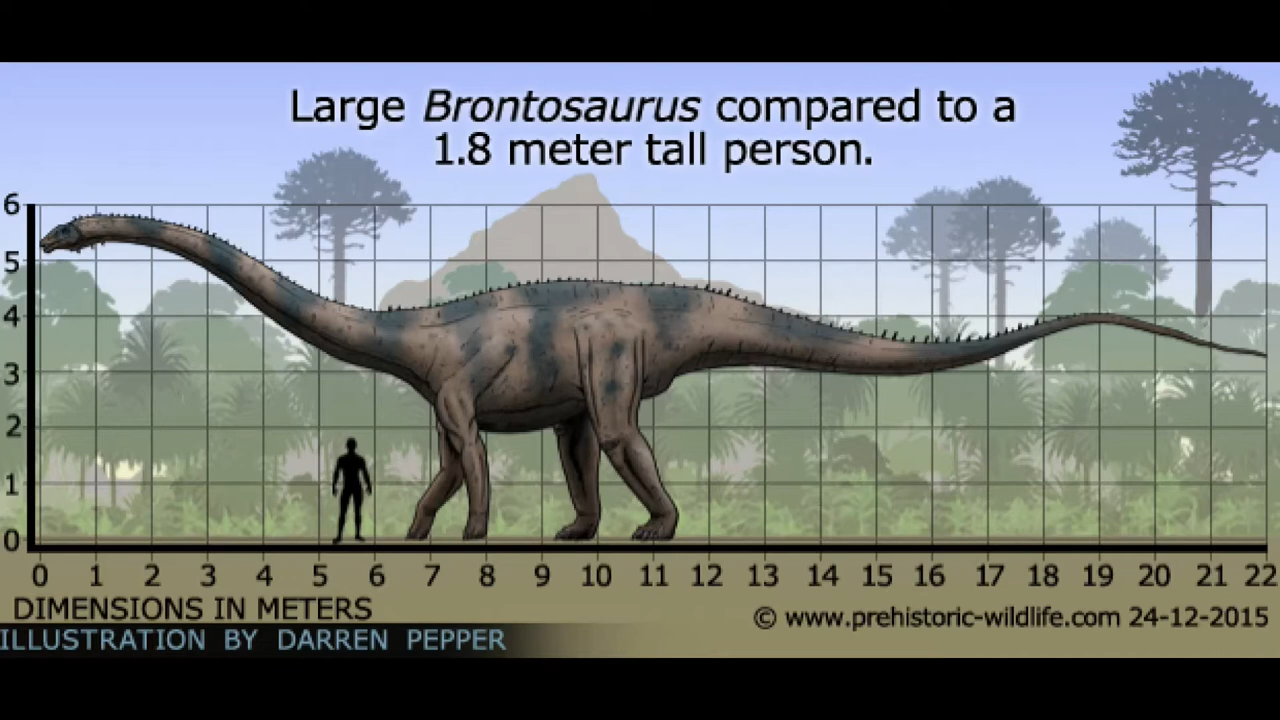 Large Brontosaurus compared to a
1.8 meter tall person.
6
5
4
3
2
1
0
0 1 2 3 4 5 6 7 8 9 10 11 12 13 14 15 16 17 18 19 20 21 22
DIMENSIONS IN METERS
© www.prehistoric-wildlife.com 24-12-2015
ILLUSTRATION BY DARREN PEPPER